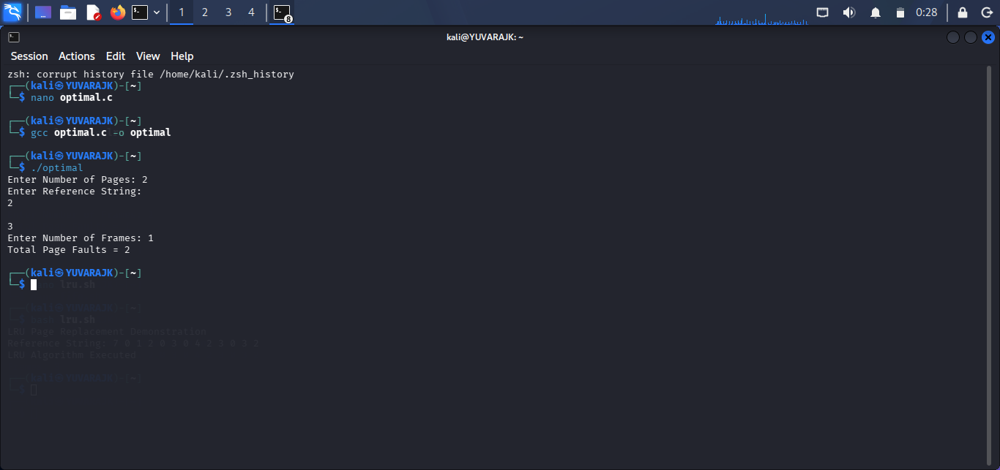 1 2 3 4 8 0:28
kali@YUVARAJK: ~
Session Actions Edit View Help
zsh: corrupt history file /home/kali/.zsh_history
┌──(kali㉿YUVARAJK)-[~]
└─$ nano optimal.c
┌──(kali㉿YUVARAJK)-[~]
└─$ gcc optimal.c -o optimal
┌──(kali㉿YUVARAJK)-[~]
└─$ ./optimal
Enter Number of Pages: 2
Enter Reference String:
2
3
Enter Number of Frames: 1
Total Page Faults = 2
┌──(kali㉿YUVARAJK)-[~]
└─$ lru.sh
┌──(kali㉿YUVARAJK)-[~]
└─$ bash lru.sh
LRU Page Replacement Demonstration
Reference String: 7 0 1 2 0 3 0 4 2 3 0 3 2
LRU Algorithm Executed
┌──(kali㉿YUVARAJK)-[~]
└─$